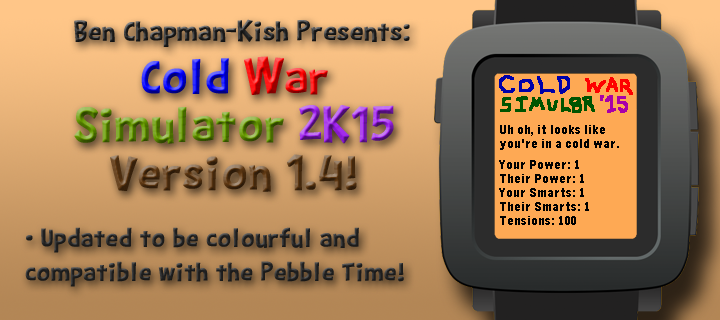 Ben Chapman-Kish Presents:
Cold War
Simulator 2K15
Version 1.4!
• Updated to be colourful and
compatible with the Pebble Time!
COLD WAR
SIMULBR '15
Uh oh, it looks like
you're in a cold war.
Your Power: 1
Their Power: 1
Your Smarts: 1
Their Smarts: 1
Tensions: 100